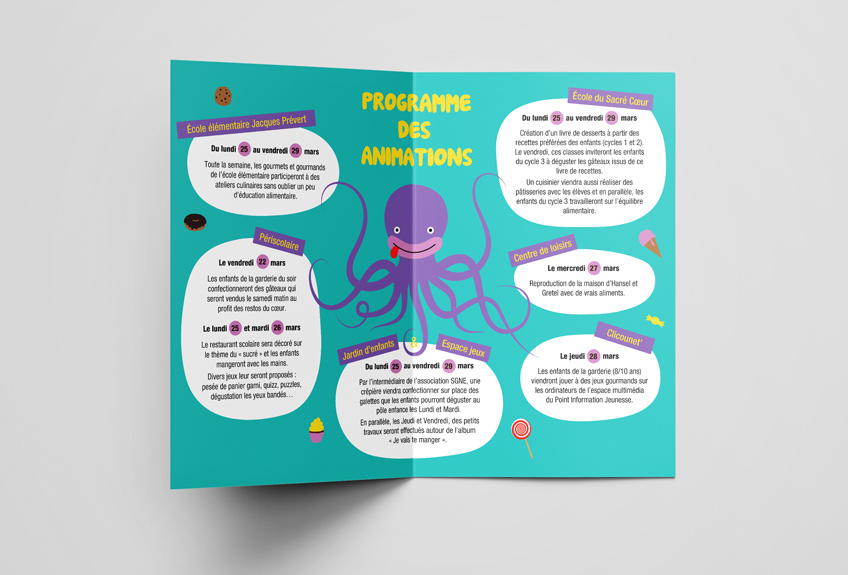 PROGRAMME
DES
ANIMATIONS
École élémentaire Jacques Prévert
Du lundi 25 au vendredi 29 mars
Toute la semaine, les gourmets et gourmands
de l'école élémentaire participeront à des
ateliers culinaires sans oublier un peu
d'éducation alimentaire.
Périscolaire
Le vendredi 22 mars
Les enfants de la garderie du soir
confectionneront des gâteaux qui
seront vendus le samedi matin au
profit des restos du cœur.
Le lundi 25 et mardi 26 mars
Le restaurant scolaire sera décoré sur
le thème du « sucré » et les enfants
mangeront avec les mains.
Divers jeux leur seront proposés :
pesée de panier garni, quizz, puzzles,
dégustation les yeux bandés…
Jardin d'enfants & Espace jeux
Du lundi 25 au vendredi 29 mars
Par l'intermédiaire de l'association SGNE, une
crêpière viendra confectionner sur place des
galettes que les enfants pourront déguster au
pôle enfance les Lundi et Mardi.
En parallèle, les Jeudi et Vendredi, des petits
travaux seront effectués autour de l'album
« Je vais te manger ».
École du Sacré Cœur
Du lundi 25 au vendredi 29 mars
Création d'un livre de desserts à partir des
recettes préférées des enfants (cycles 1 et 2).
Le vendredi, ces classes inviteront les enfants
du cycle 3 à déguster les gâteaux issus de ce
livre de recettes.
Un cuisinier viendra aussi réaliser des
pâtisseries avec les élèves et en parallèle, les
enfants du cycle 3 travailleront sur l'équilibre
alimentaire.
Centre de loisirs
Le mercredi 27 mars
Reproduction de la maison d'Hansel et
Gretel avec de vrais aliments.
Clicounet'
Le jeudi 28 mars
Les enfants de la garderie (8/10 ans)
viendront jouer à des jeux gourmands sur
les ordinateurs de l'espace multimédia
du Point Information Jeunesse.